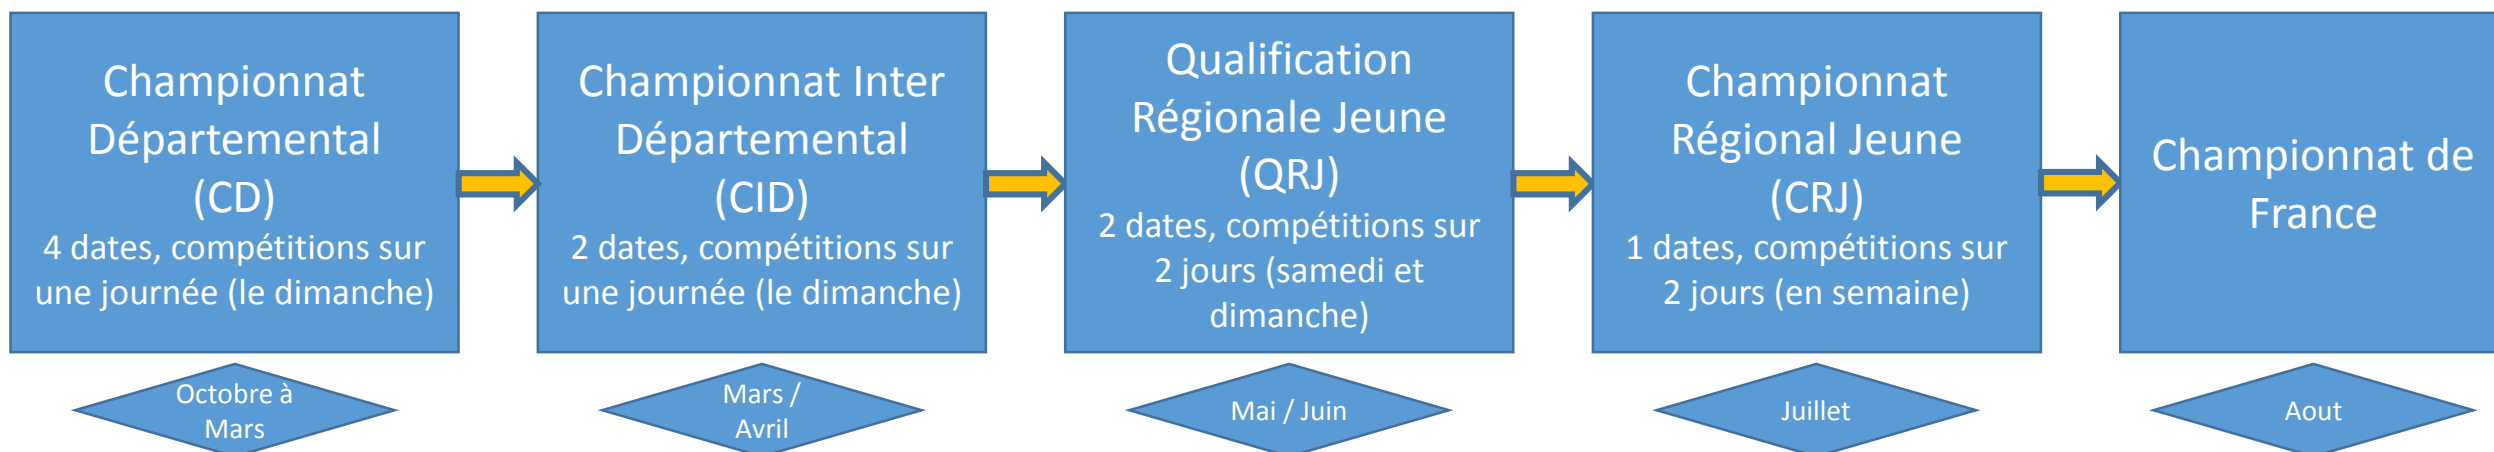 Championnat
Départemental
(CD)
4 dates, compétitions sur
une journée (le dimanche)
Championnat Inter
Départemental
(CID)
2 dates, compétitions sur
une journée (le dimanche)
Qualification
Régionale Jeune
(QRJ)
2 dates, compétitions sur
2 jours (samedi et
dimanche)
Championnat
Régional Jeune
(CRJ)
1 dates, compétitions sur
2 jours (en semaine)
Championnat de
France
Octobre à
Mars
Mars /
Avril
Mai / Juin
Juillet
Aout